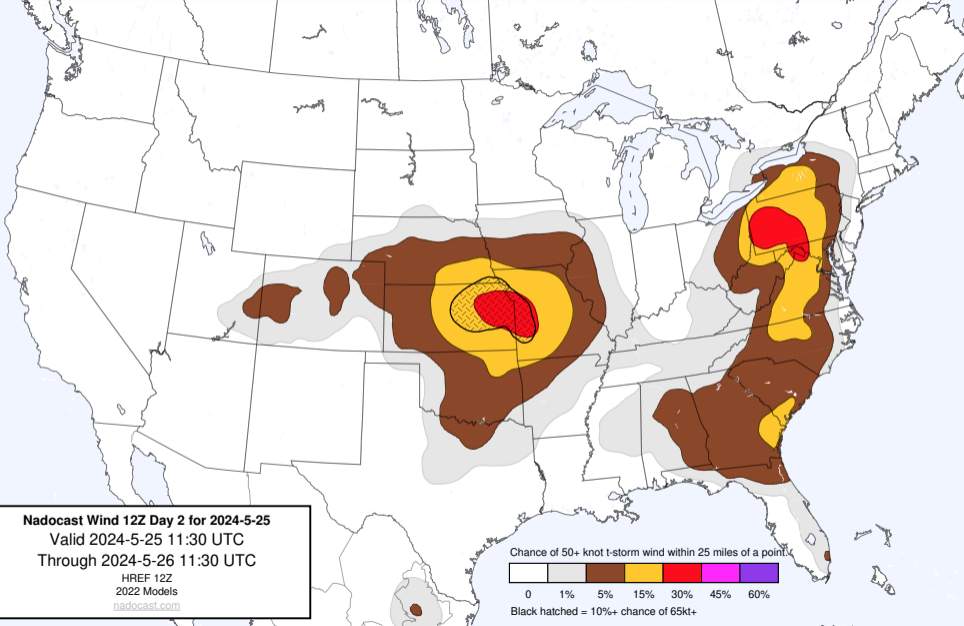 Nadocast Wind 12Z Day 2 for 2024-5-25
Valid 2024-5-25 11:30 UTC
Through 2024-5-26 11:30 UTC
HREF 12Z
2022 Models
nadocast.com
Chance of 50+ knot t-storm wind within 25 miles of a point.
0 1% 5% 15% 30% 45% 60%
Black hatched = 10%+ chance of 65kt+